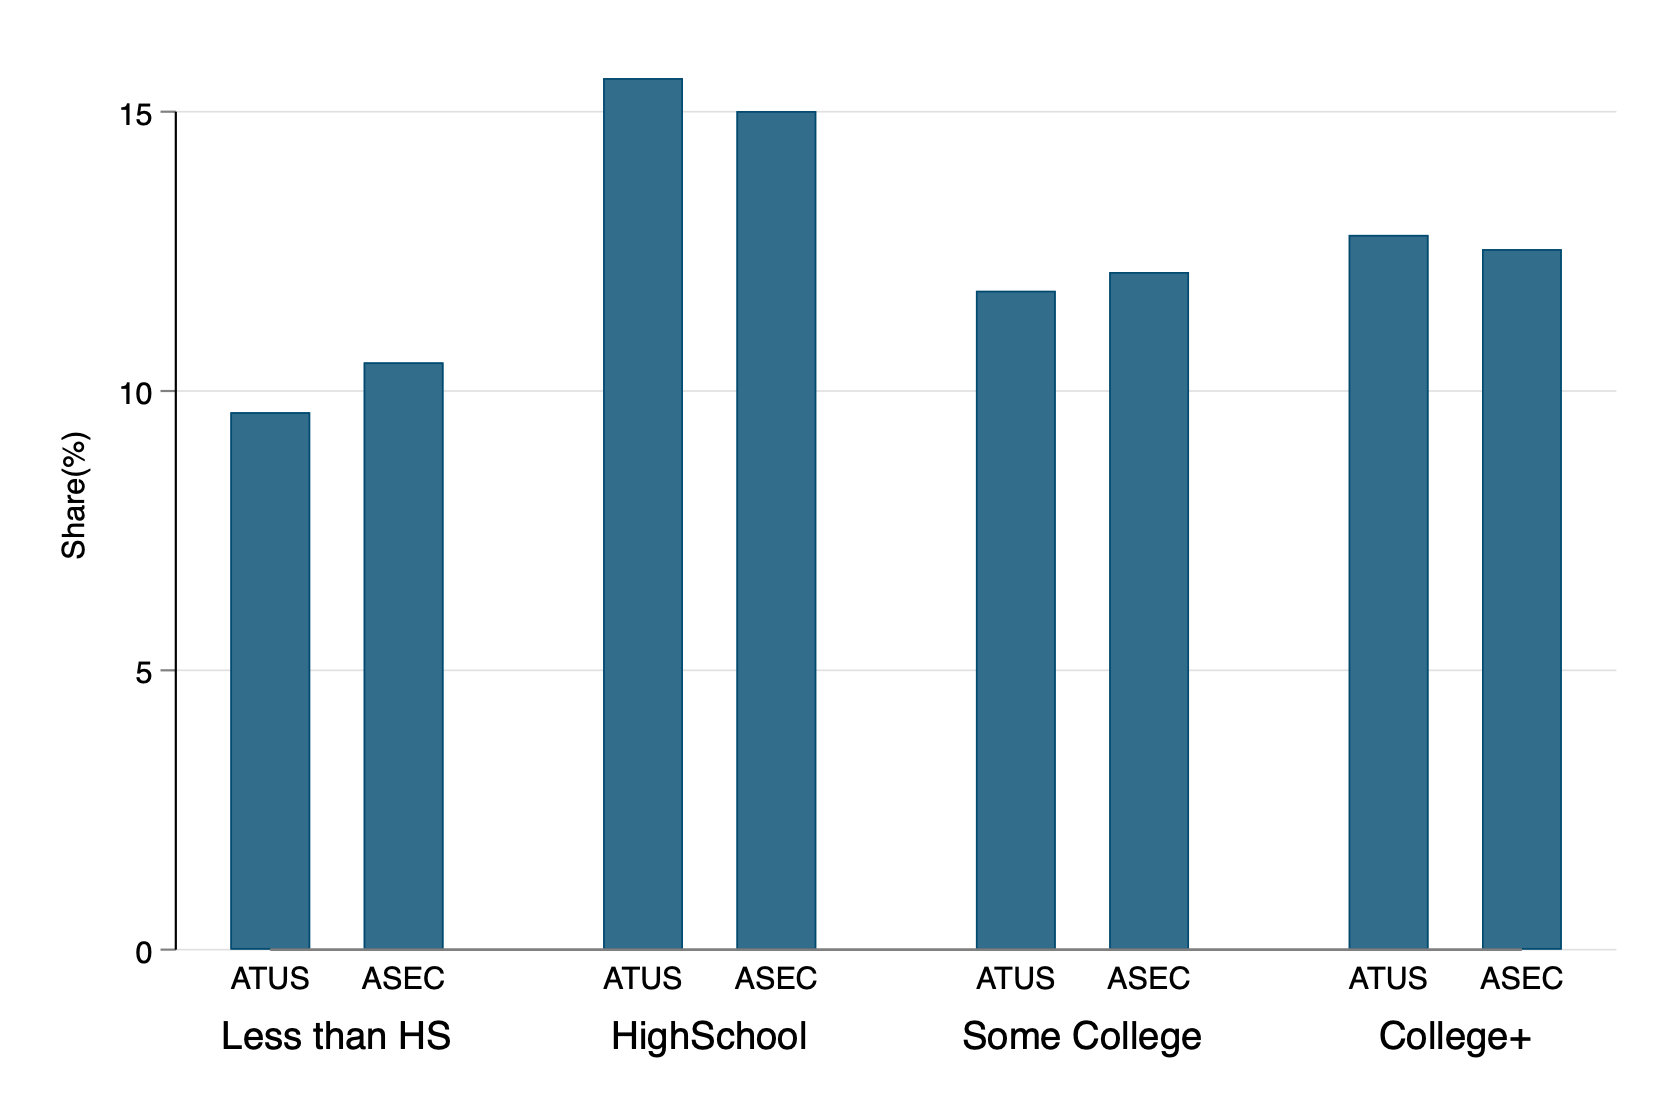 Share(%)
15
10
5
0
ATUS ASEC ATUS ASEC ATUS ASEC ATUS ASEC
Less than HS HighSchool Some College College+